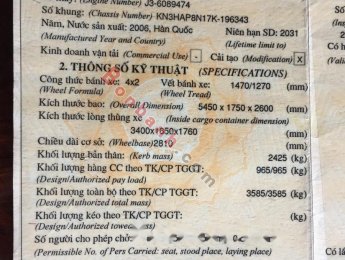 (Engine Number) J3-6089474
Số khung: (Chassis Number) KN3HAP8N17K-196343
Năm, Nước sản xuất: 2006, Hàn Quốc
(Manufactured Year and Country)
Niên hạn SD: 2031
(Lifetime limit to)
Kinh doanh vận tải (Commercial Use) - Cải tạo (Modification) X
2. THÔNG SỐ KỸ THUẬT (SPECIFICATIONS)
Công thức bánh xe: 4x2 Vết bánh xe: 1470/1270 (mm)
(Wheel Formula) (Wheel Tread)
Kích thước bao: (Overall Dimension) 5450 x 1750 x 2600 (mm)
Kích thước lòng thùng xe (Inside cargo container dimension)
3400x1650x1760 (mm)
Chiều dài cơ sở: (Wheelbase) 2810 (mm)
Khối lượng bản thân: (Kerb mass) 2425 (kg)
Khối lượng hàng CC theo TK/CP TGGT: 965/965 (kg)
(Design/Authorized pay load)
Khối lượng toàn bộ theo TK/CP TGGT: 3585/3585 (kg)
(Design/Authorized total mass)
Khối lượng kéo theo TK/CP TGGT: (kg)
(Design/Authorized towed mass)
Số người cho phép chở:
(Permissible No. of Pers Carried: seat, stood place, laying place)
Có